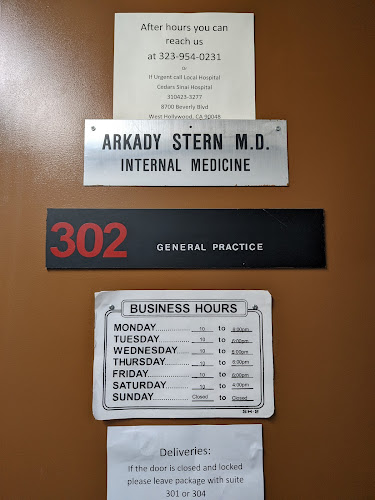 After hours you can
reach us
at 323-954-0231
Or
If Urgent call Local Hospital
Cedars Sinai Hospital
310423-3277
8700 Beverly Blvd
West Hollywood, CA 90048
ARKADY STERN M.D.
INTERNAL MEDICINE
302 GENERAL PRACTICE
BUSINESS HOURS
MONDAY 10 to 6:00pm
TUESDAY 10 to 6:00pm
WEDNESDAY 10 to 6:00pm
THURSDAY 10 to 6:00pm
FRIDAY 10 to 6:00pm
SATURDAY 10 to 4:00pm
SUNDAY Closed to Closed
SH-2
Deliveries:
If the door is closed and locked
please leave package with suite
301 or 304